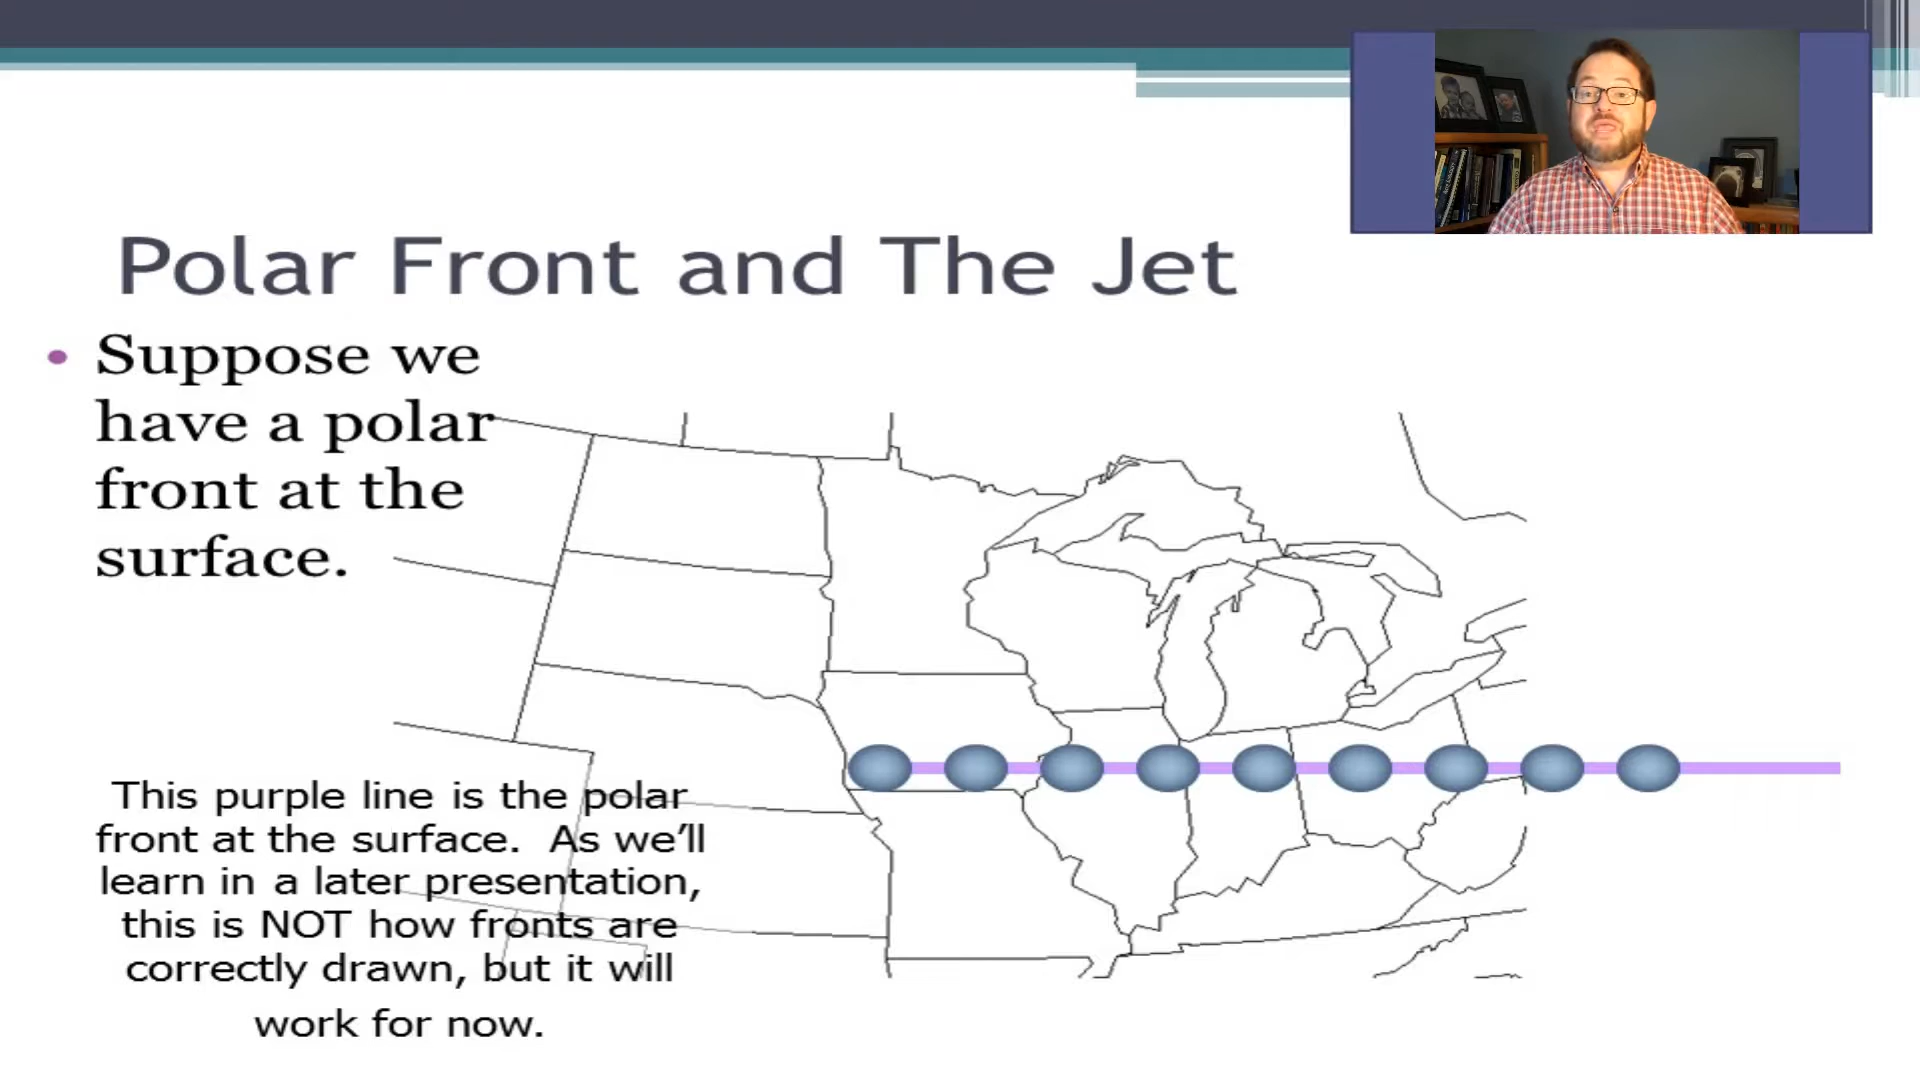 Polar Front and The Jet
• Suppose we
have a polar
front at the
surface.
This purple line is the polar
front at the surface.  As we’ll
learn in a later presentation,
this is NOT how fronts are
correctly drawn, but it will
work for now.